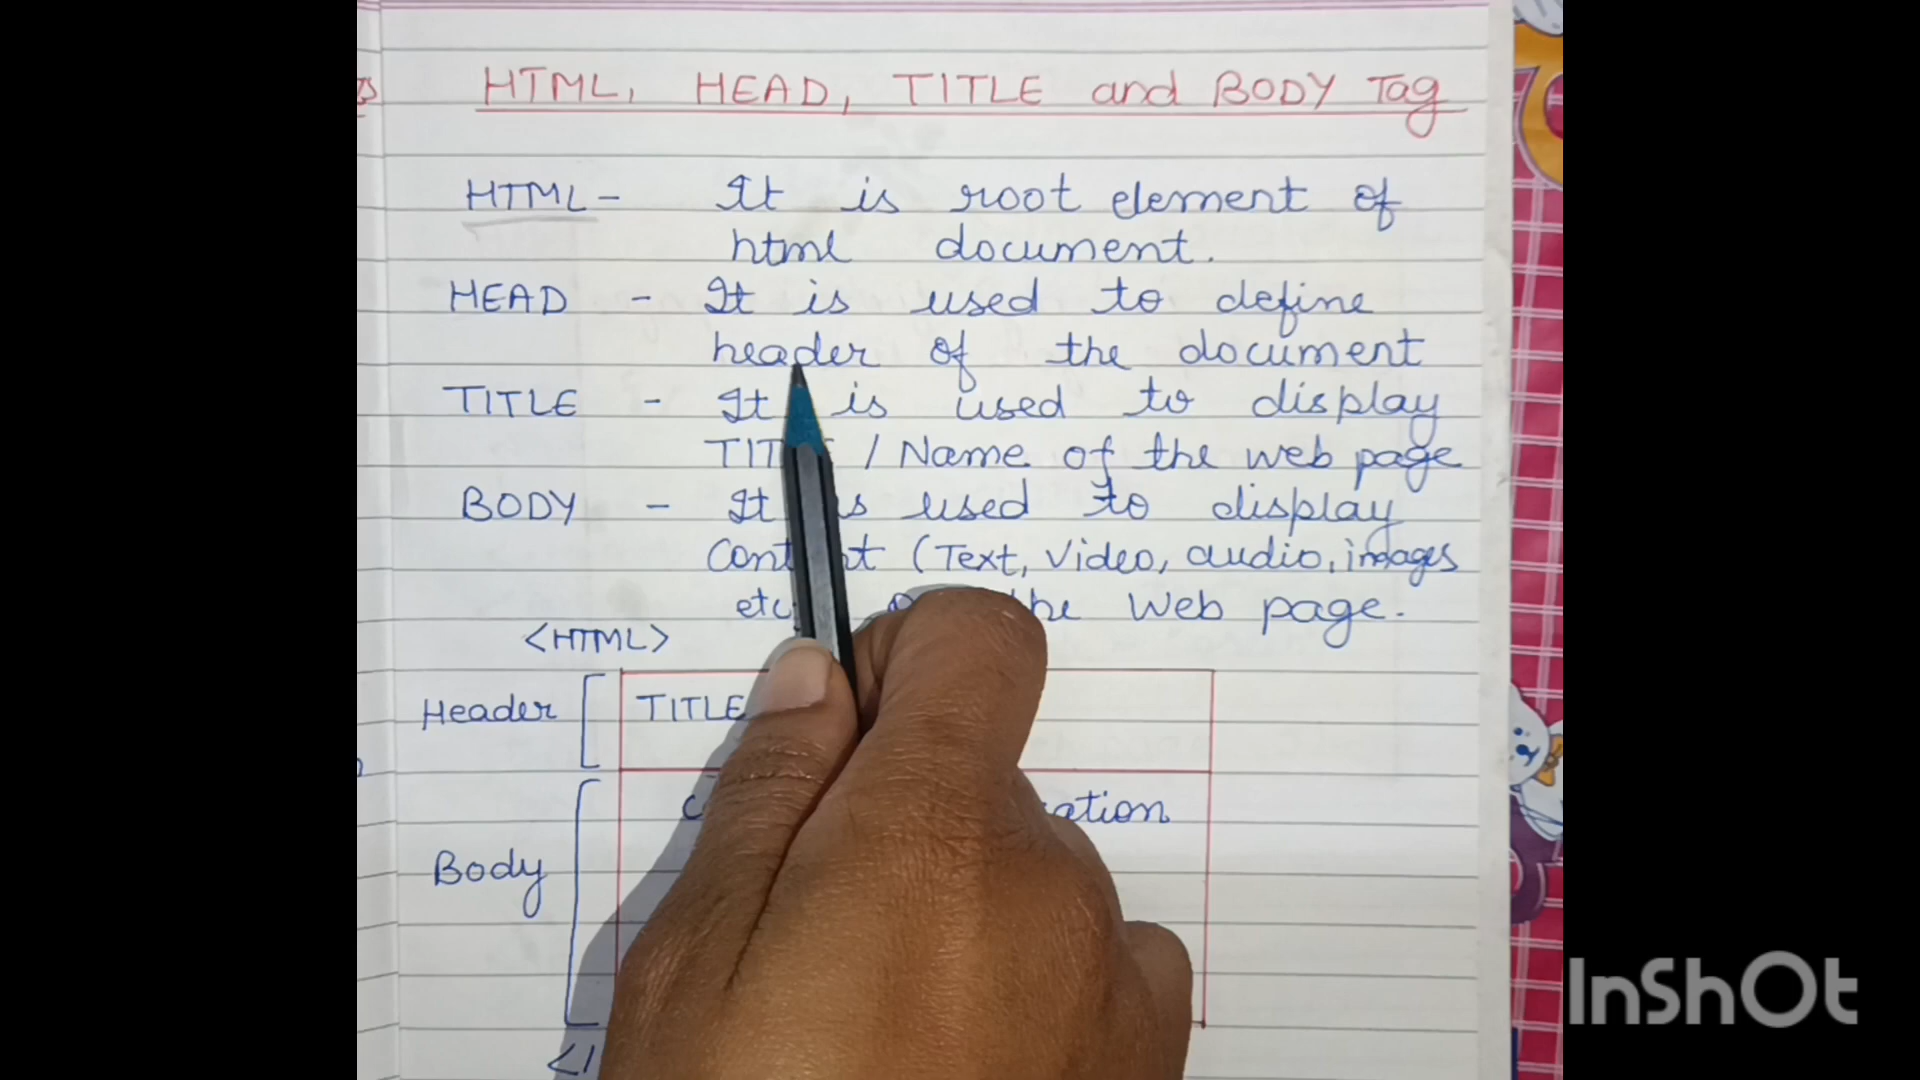 HTML, HEAD, TITLE and BODY Tag
HTML - It is root element of
html document.
HEAD - It is used to define
header of the document
TITLE - It is used to display
/ Name of the web page
BODY - It used to display
(Text, Video, audio, images
etc the Web page.
<HTML>
Header TITLE
Body
InShOt